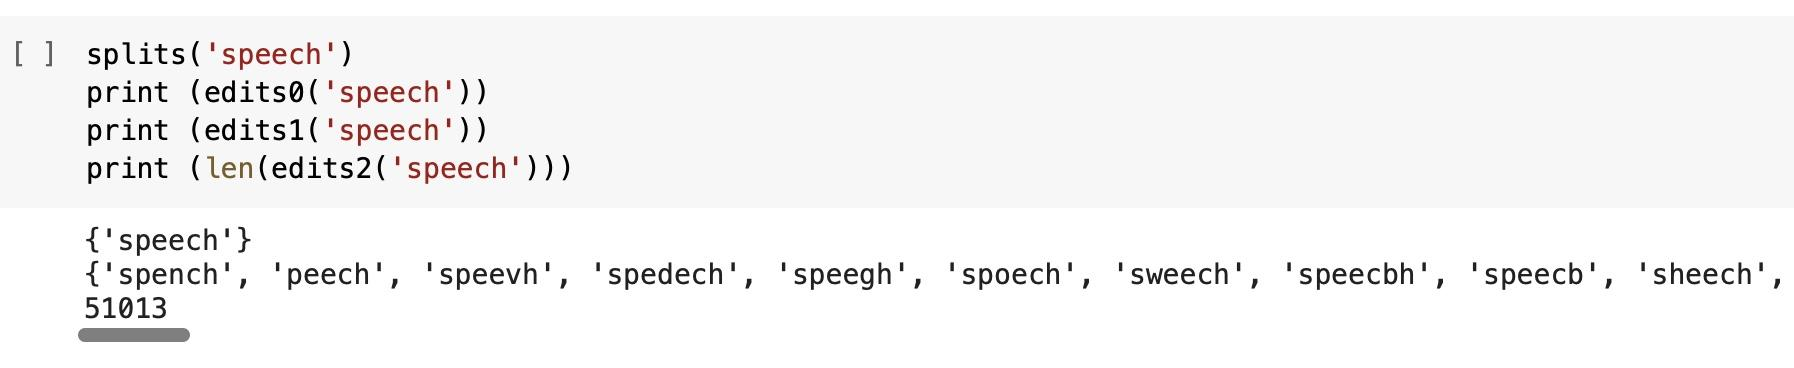 [ ] splits('speech')
print (edits0('speech'))
print (edits1('speech'))
print (len(edits2('speech')))
{'speech'}
{'spench', 'peech', 'speevh', 'spedech', 'speegh', 'spoech', 'sweech', 'speecbh', 'speecb', 'sheech',
51013